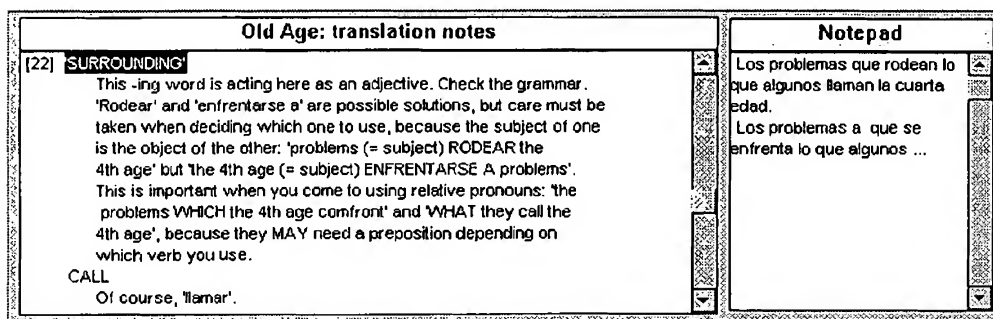 Old Age: translation notes
[22] 'SURROUNDING'
This -ing word is acting here as an adjective. Check the grammar.
'Rodear' and 'enfrentarse a' are possible solutions, but care must be
taken when deciding which one to use, because the subject of one
is the object of the other: 'problems (= subject) RODEAR the
4th age' but 'the 4th age (= subject) ENFRENTARSE A problems'.
This is important when you come to using relative pronouns: 'the
problems WHICH the 4th age comfront' and 'WHAT they call the
4th age', because they MAY need a preposition depending on
which verb you use.
CALL
Of course, 'llamar'.
Notepad
Los problemas que rodean lo
que algunos llaman la cuarta
edad.
Los problemas a que se
enfrenta lo que algunos ...